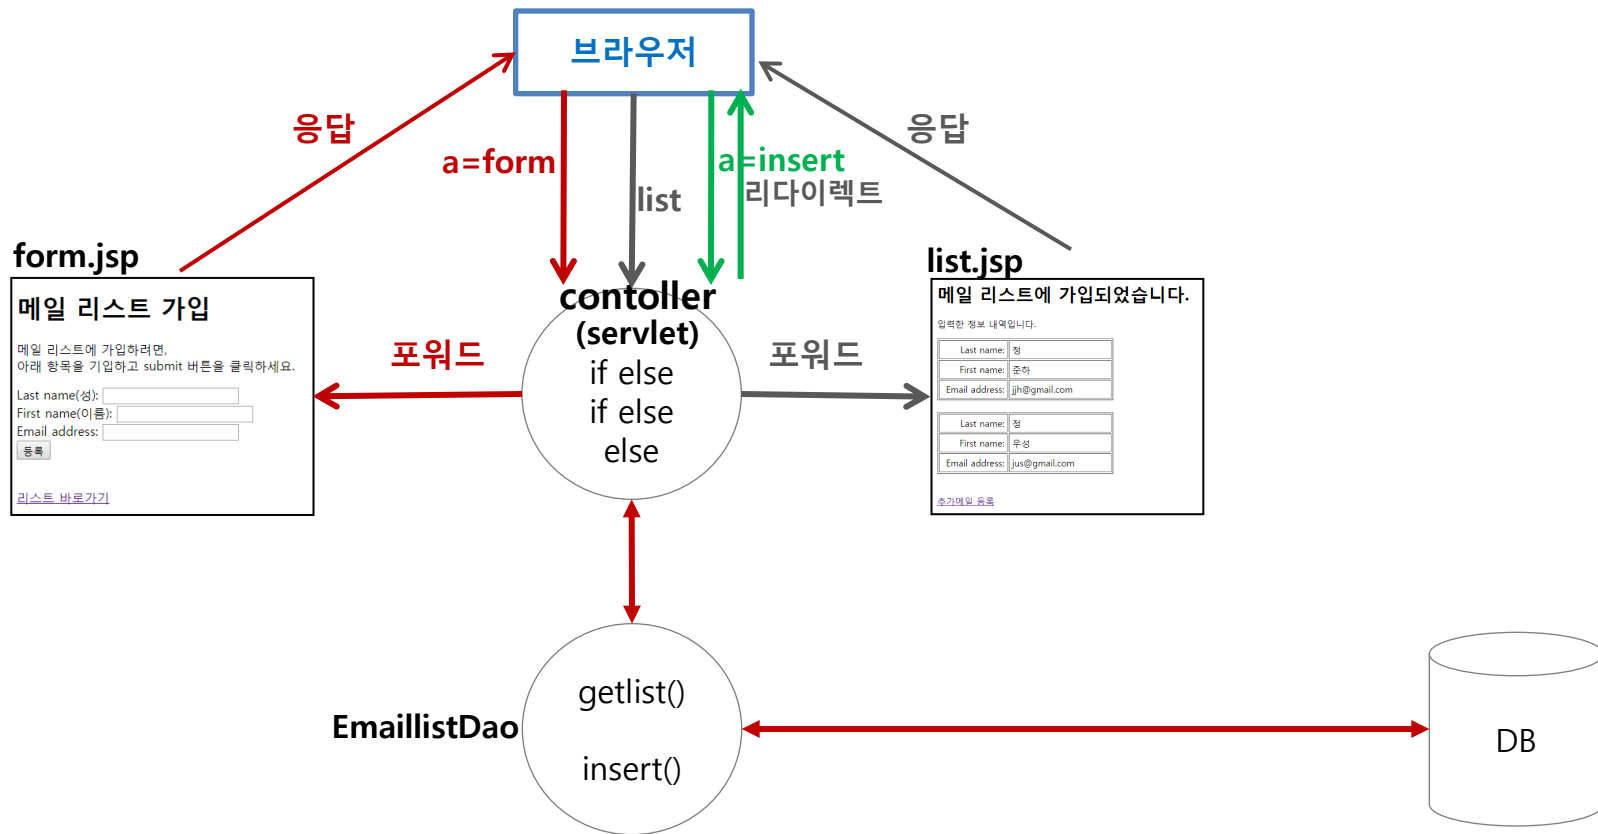 브라우저
응답
응답
a=form
a=insert
list
리다이렉트
form.jsp
list.jsp
메일 리스트 가입
메일 리스트에 가입하려면,
아래 항목을 기입하고 submit 버튼을 클릭하세요.
Last name(성):
First name(이름):
Email address:
등록
리스트 바로가기
포워드
contoller
(servlet)
if else
if else
else
포워드
메일 리스트에 가입되었습니다.
입력한 정보 내역입니다.
Last name: 정
First name: 준하
Email address: jjh@gmail.com
Last name: 정
First name: 우성
Email address: jus@gmail.com
추가메일 등록
EmaillistDao
getlist()
insert()
DB